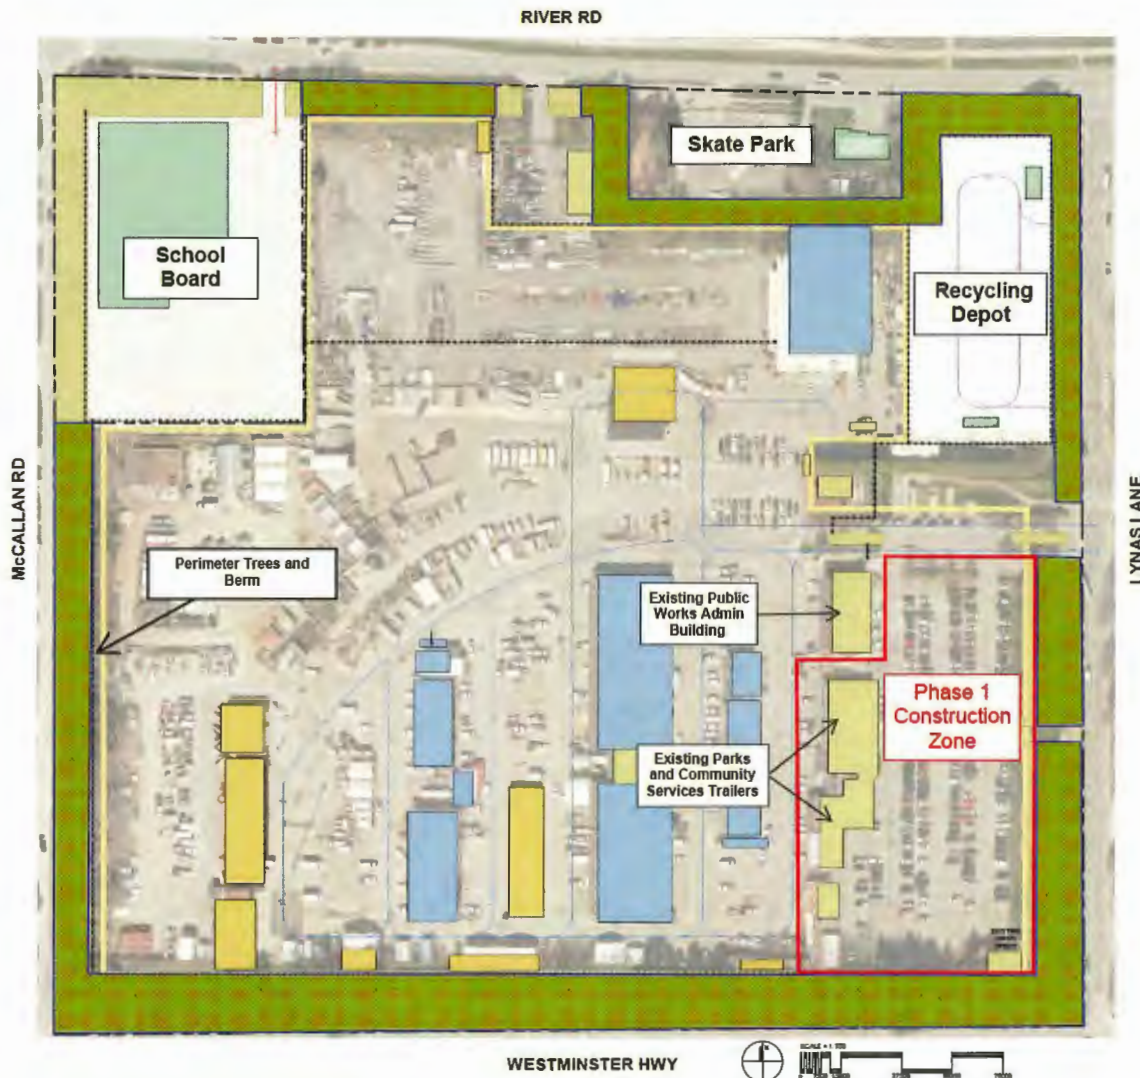 RIVER RD
Skate Park
School
Board
Recycling
Depot
McCALLAN RD
LYNAS LANE
Perimeter Trees and
Berm
Existing Public
Works Admin
Building
Phase 1
Construction
Zone
Existing Parks
and Community
Services Trailers
WESTMINSTER HWY